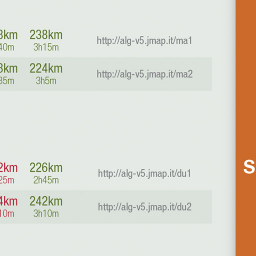 8km 238km http://alg-v5.jmap.it/ma1
40m 3h15m
8km 224km http://alg-v5.jmap.it/ma2
35m 3h5m
2km 226km http://alg-v5.jmap.it/du1
25m 2h45m
4km 242km http://alg-v5.jmap.it/du2
10m 3h10m
S